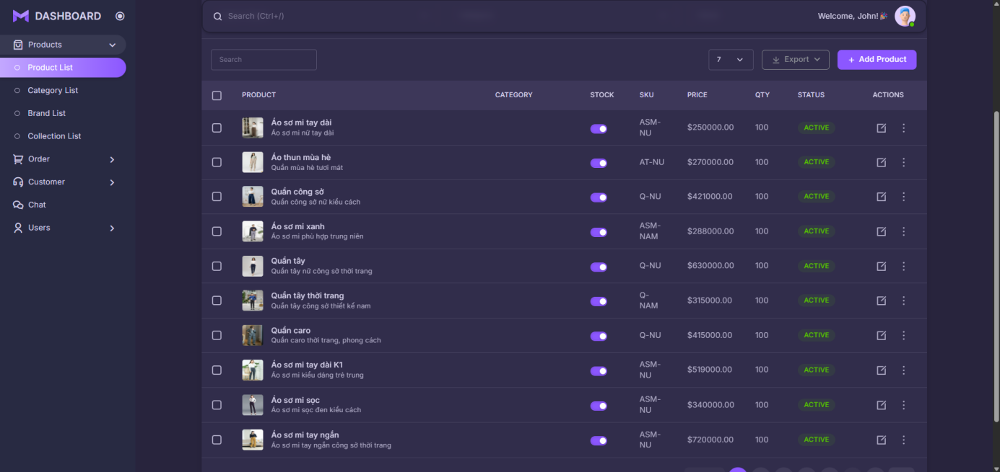 DASHBOARD
Search (Ctrl+/)
Welcome, John!🎉
Products
Product List
Category List
Brand List
Collection List
Order
Customer
Chat
Users
Search
7
Export
+ Add Product
PRODUCT CATEGORY STOCK SKU PRICE QTY STATUS ACTIONS
Áo sơ mi tay dài
Áo sơ mi nữ tay dài
ASM-
NU
$250000.00 100 ACTIVE
Áo thun mùa hè
Quần mùa hè tươi mát
AT-NU $270000.00 100 ACTIVE
Quần công sở
Quần công sở nữ kiểu cách
Q-NU $421000.00 100 ACTIVE
Áo sơ mi xanh
Áo sơ mi phù hợp trung niên
ASM-
NAM
$288000.00 100 ACTIVE
Quần tây
Quần tây nữ công sở thời trang
Q-NU $630000.00 100 ACTIVE
Quần tây thời trang
Quần tây công sở thiết kế nam
Q-
NAM
$315000.00 100 ACTIVE
Quần caro
Quần caro thời trang, phong cách
Q-NU $415000.00 100 ACTIVE
Áo sơ mi tay dài K1
Áo sơ mi kiểu dáng trẻ trung
ASM-
NU
$519000.00 100 ACTIVE
Áo sơ mi sọc
Áo sơ mi sọc đen kiểu cách
ASM-
NU
$340000.00 100 ACTIVE
Áo sơ mi tay ngắn
Áo sơ mi tay ngắn công sở thời trang
ASM-
NU
$720000.00 100 ACTIVE